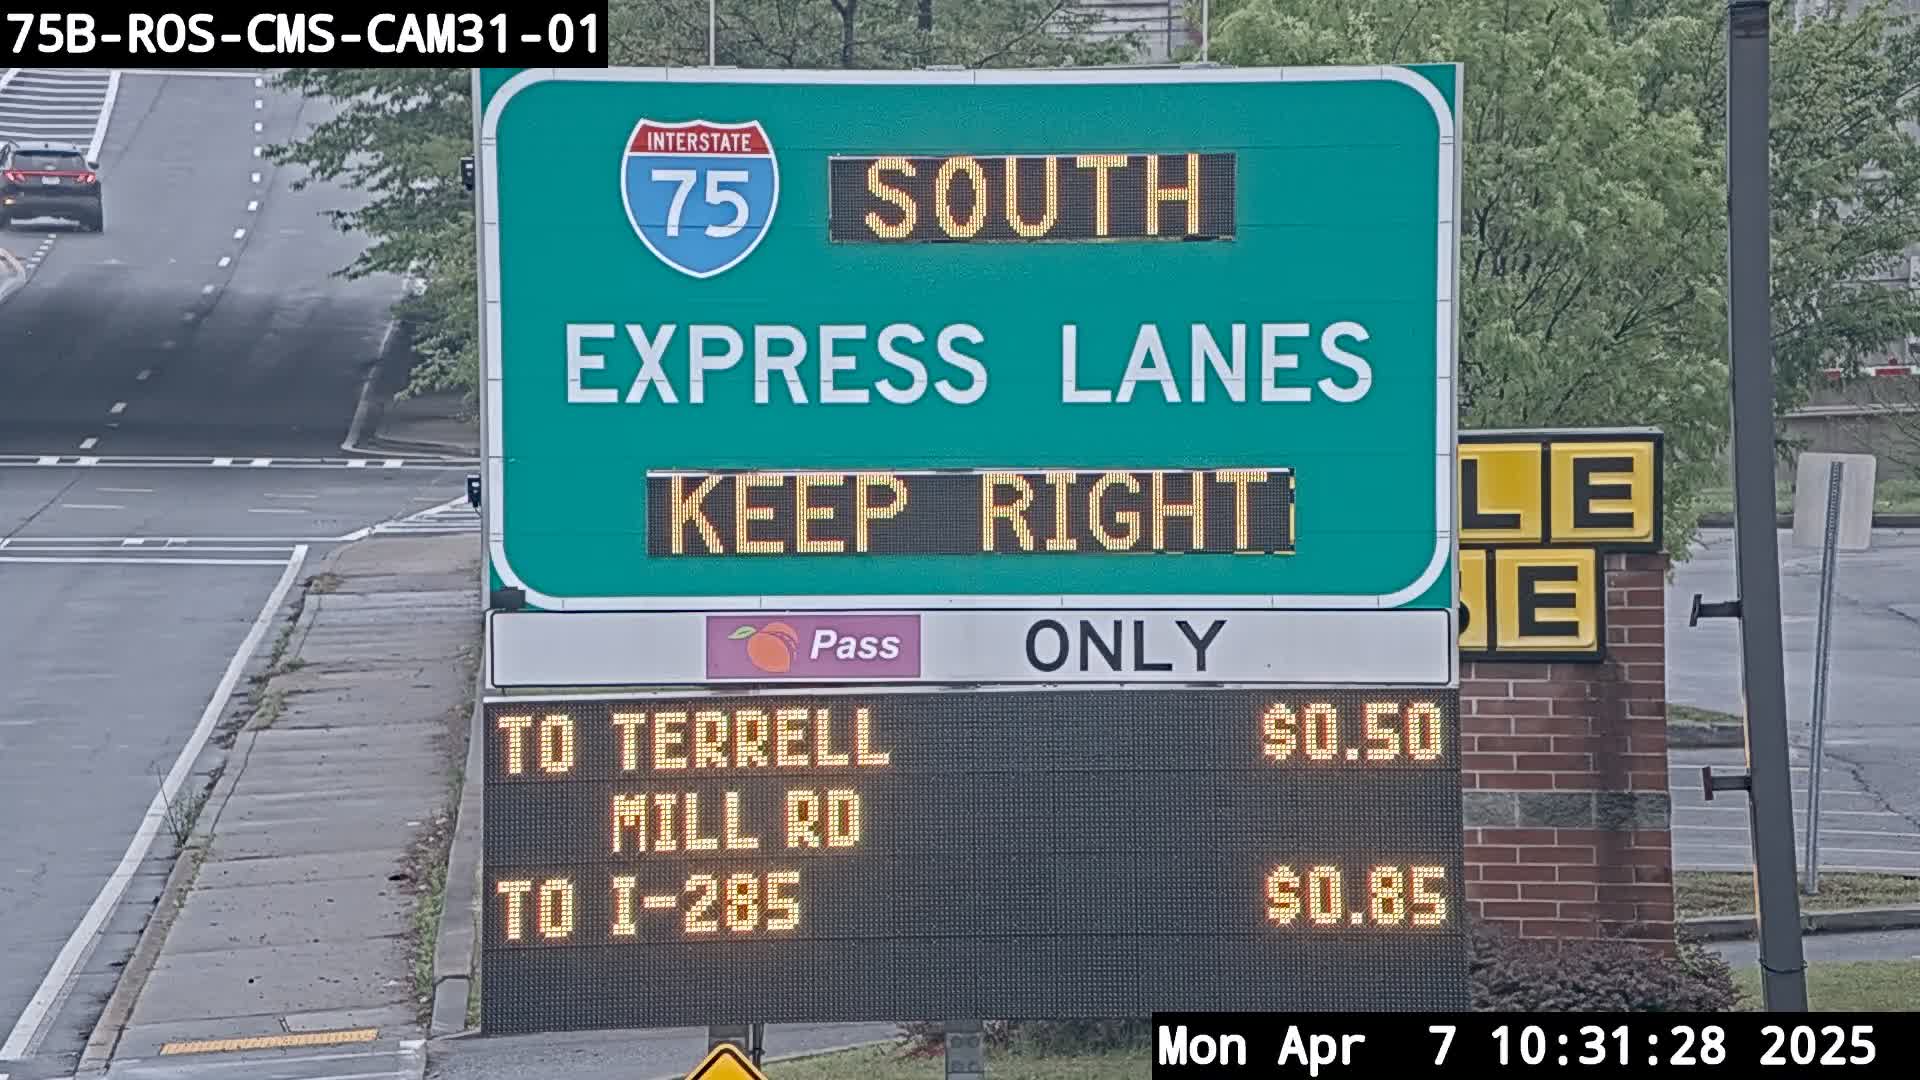 75B-ROS-CMS-CAM31-01
INTERSTATE
75
SOUTH
EXPRESS LANES
KEEP RIGHT
Pass ONLY
LE
E
TO TERRELL $0.50
MILL RD
TO I-285 $0.85
Mon Apr 7 10:31:28 2025